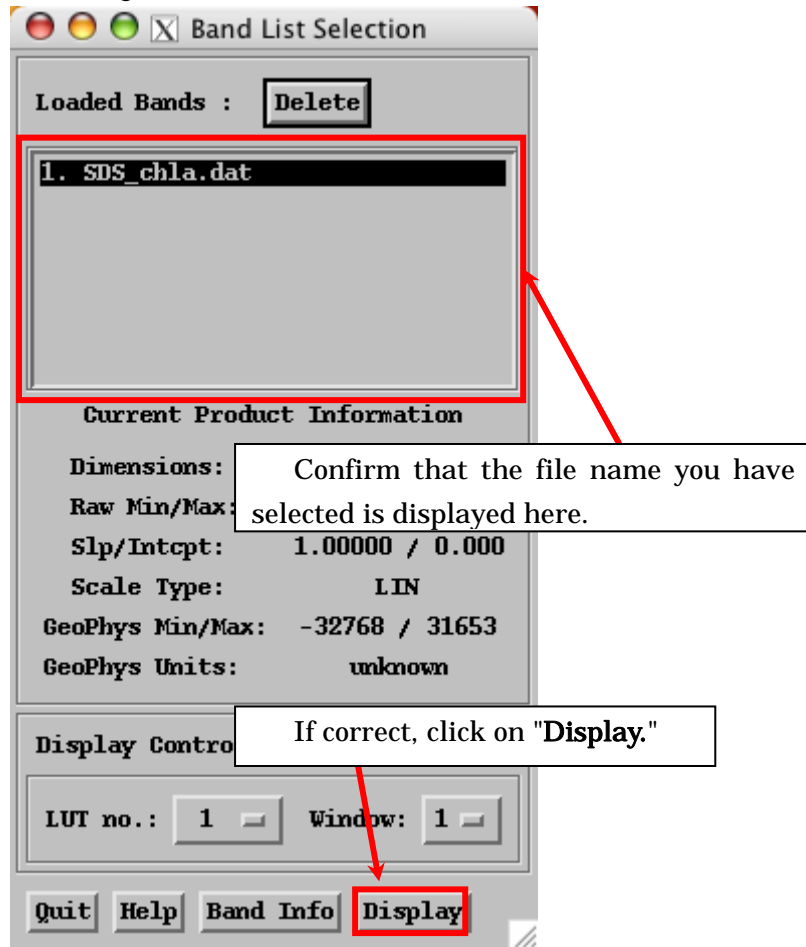 Band List Selection
Loaded Bands : Delete
1. SDS_chla.dat
Current Product Information
Dimensions:
Raw Min/Max:
Confirm that the file name you have
selected is displayed here.
Slp/Intcpt: 1.00000 / 0.000
Scale Type: LIN
GeoPhys Min/Max: -32768 / 31653
GeoPhys Units: unknown
Display Contro
If correct, click on "Display."
LUT no.: 1 Window: 1
Quit Help Band Info Display